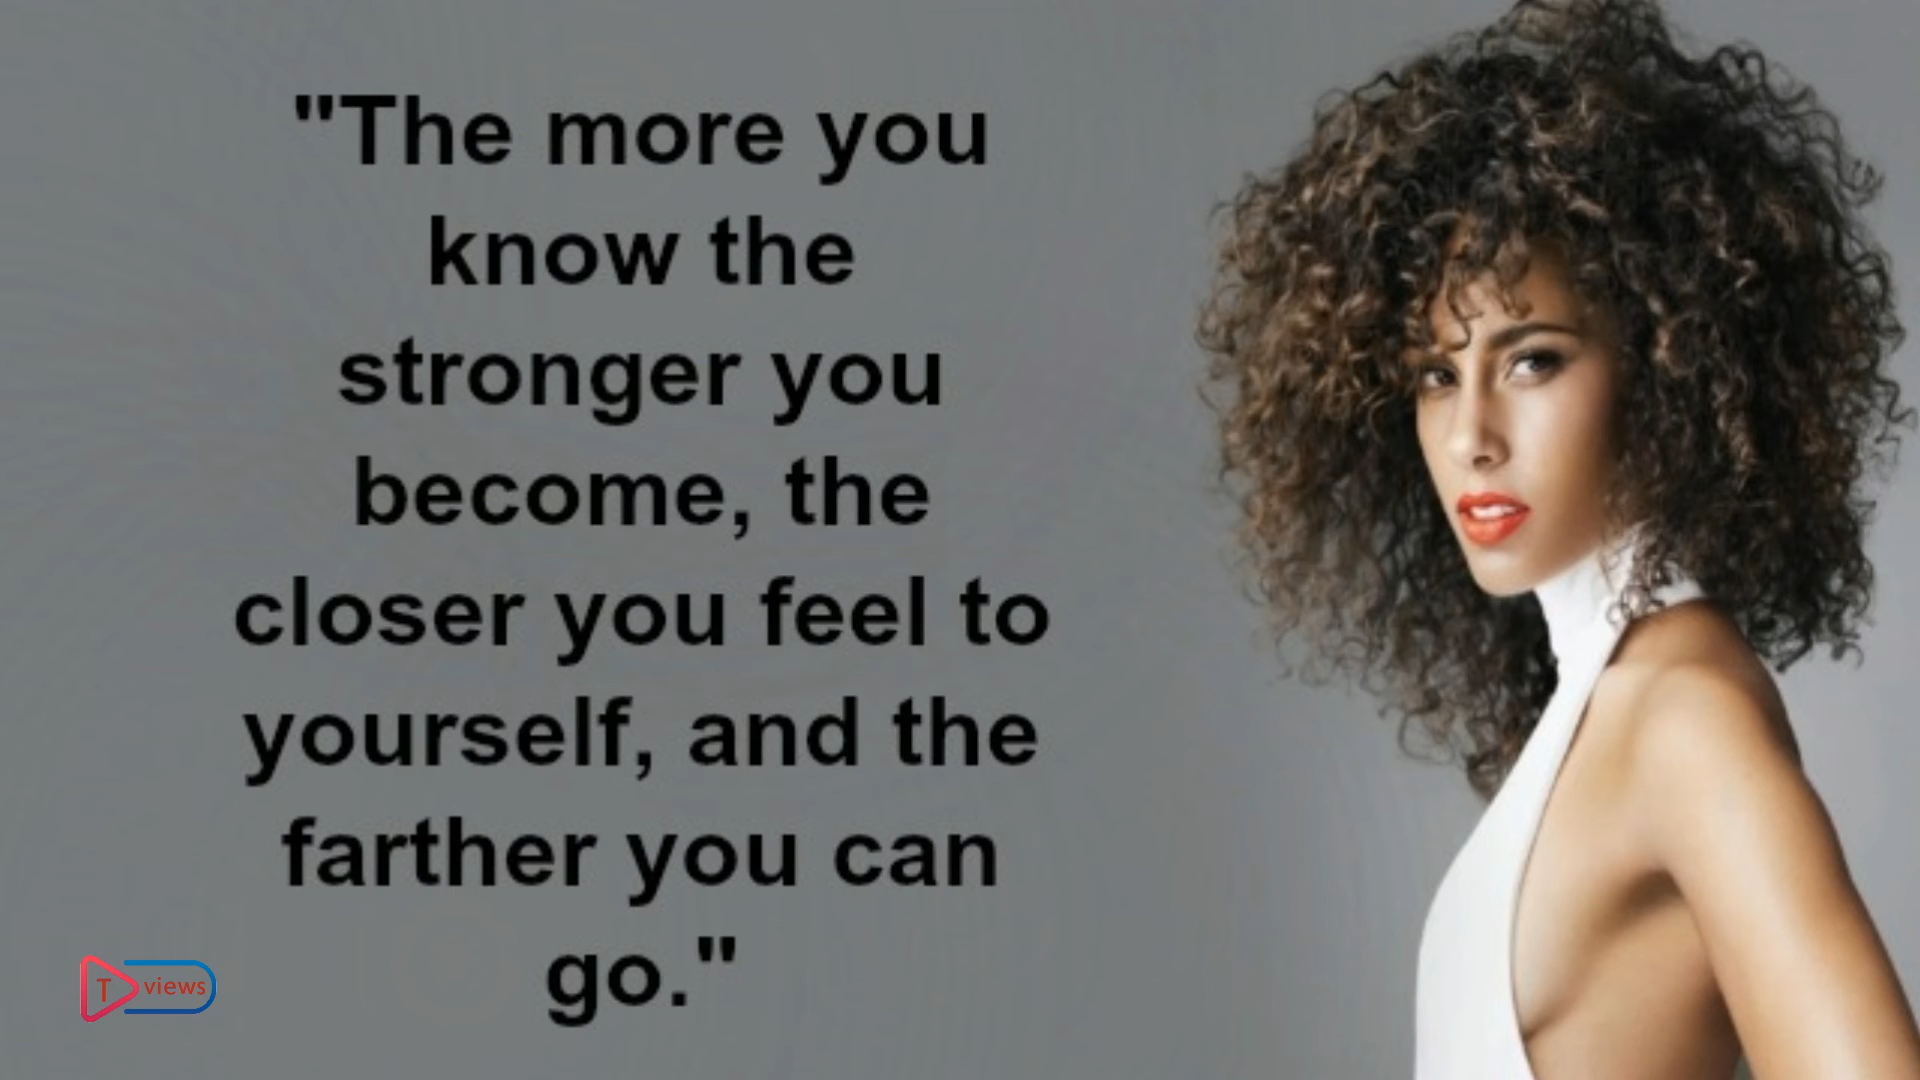 "The more you
know the
stronger you
become, the
closer you feel to
yourself, and the
farther you can
go."
T views